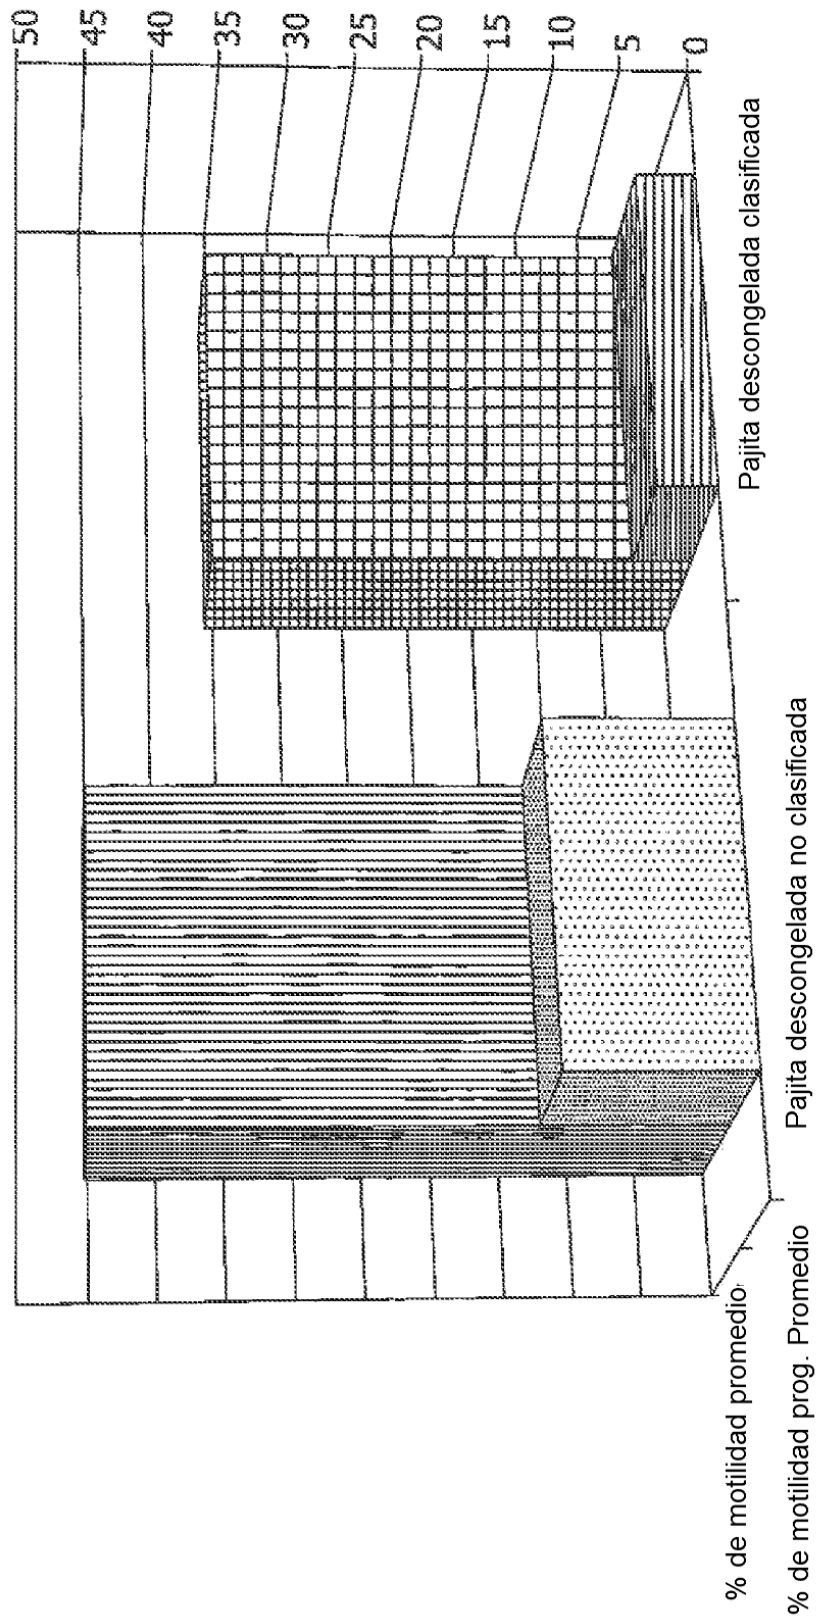 50
45
40
35
30
25
20
15
10
5
0
Pajita descongelada clasificada
Pajita descongelada no clasificada
% de motilidad promedio
% de motilidad prog. Promedio